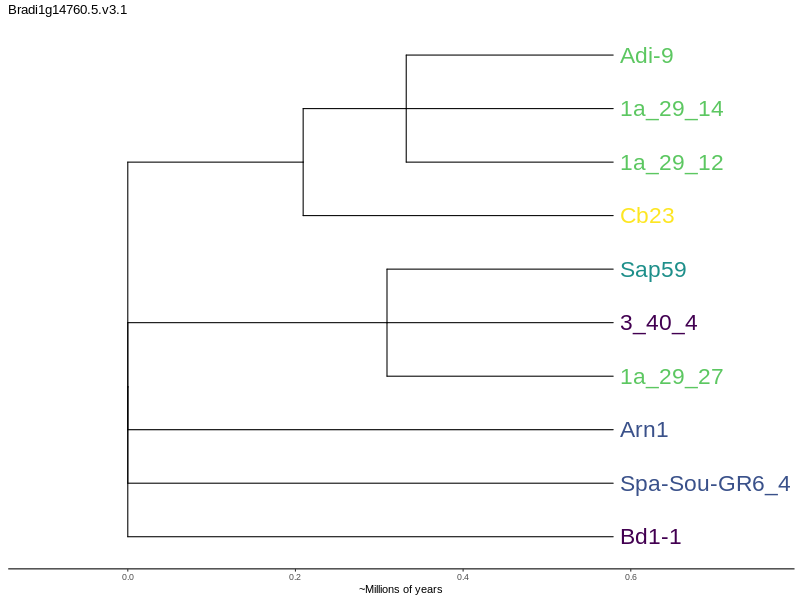 Bradi1g14760.5.v3.1
Adi-9
1a_29_14
1a_29_12
Cb23
Sap59
3_40_4
1a_29_27
Arn1
Spa-Sou-GR6_4
Bd1-1
0.0 0.2 0.4 0.6
~Millions of years